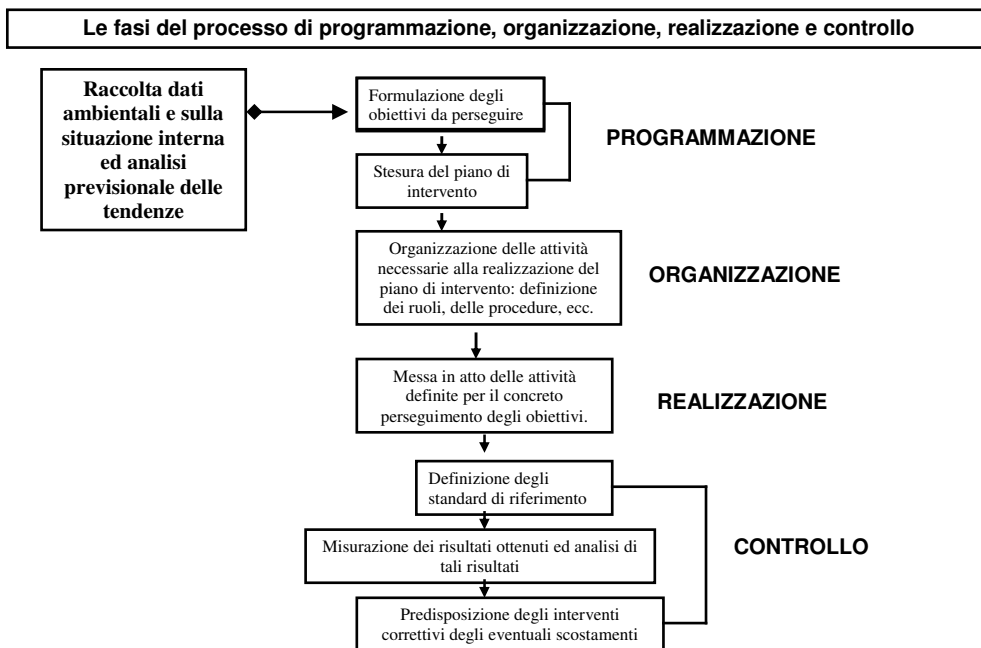 Le fasi del processo di programmazione, organizzazione, realizzazione e controllo
Raccolta dati
ambientali e sulla
situazione interna
ed analisi
previsionale delle
tendenze
Formulazione degli
obiettivi da perseguire
PROGRAMMAZIONE
Stesura del piano di
intervento
Organizzazione delle attività
necessarie alla realizzazione del
piano di intervento: definizione
dei ruoli, delle procedure, ecc.
ORGANIZZAZIONE
Messa in atto delle attività
definite per il concreto
perseguimento degli obiettivi.
REALIZZAZIONE
Definizione degli
standard di riferimento
Misurazione dei risultati ottenuti ed analisi di
tali risultati
CONTROLLO
Predisposizione degli interventi
correttivi degli eventuali scostamenti